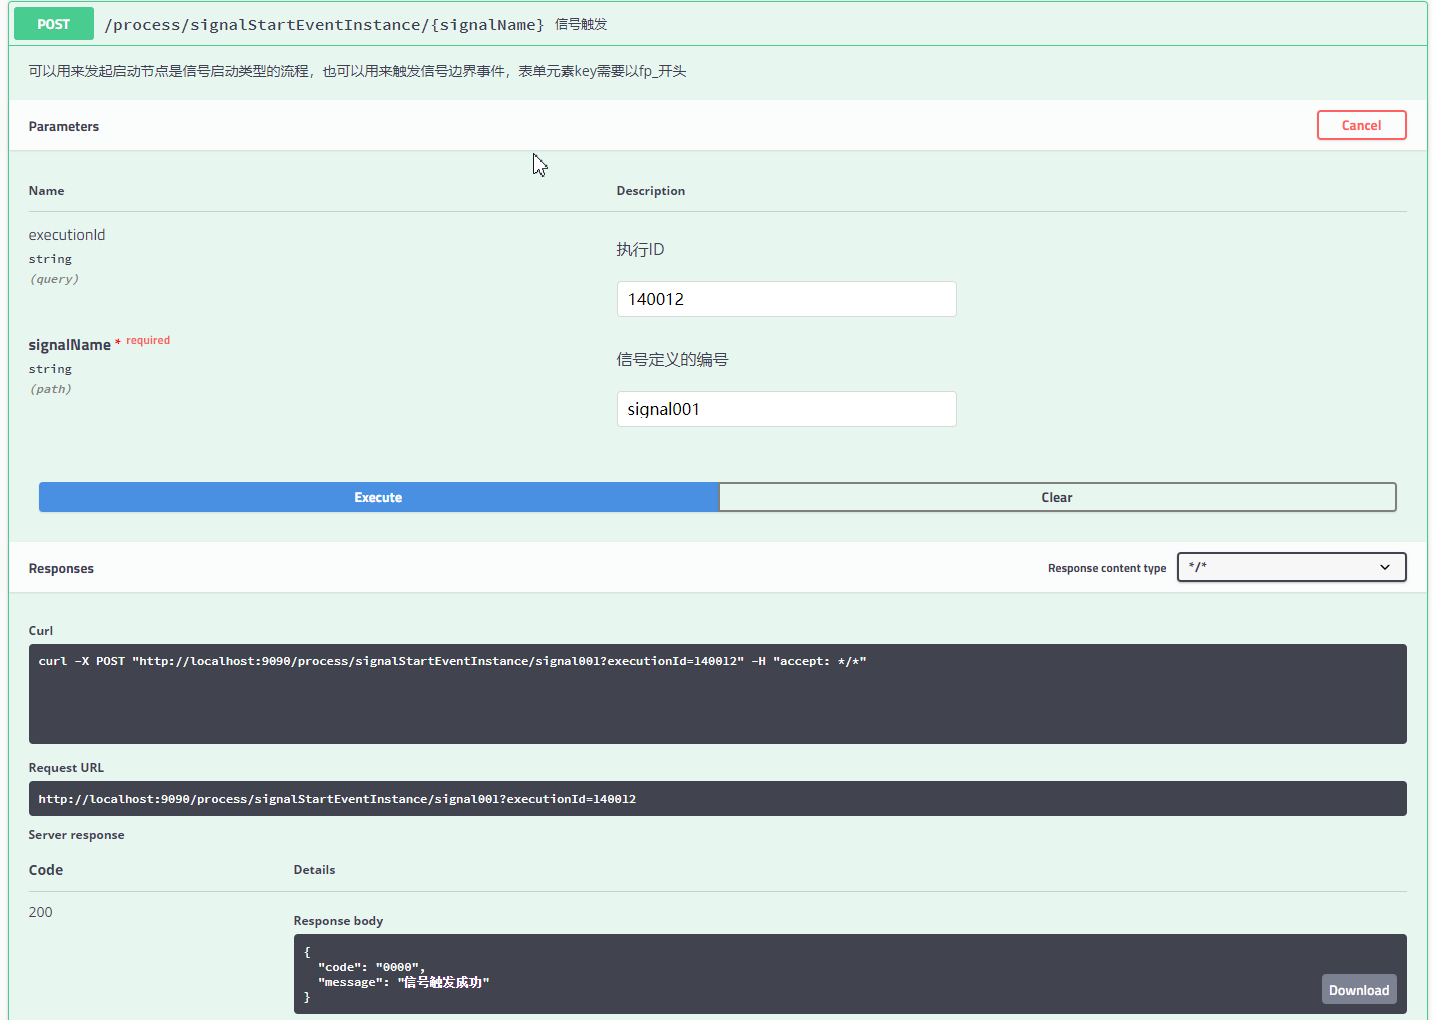 POST /process/signalStartEventInstance/{signalName} 信号触发
可以用来发起启动节点是信号启动类型的流程，也可以用来触发信号边界事件，表单元素key需要以fp_开头
Parameters
Cancel
Name
Description
executionId
string
(query)
执行ID
140012
signalName * required
string
(path)
信号定义的编号
signal001
Execute
Clear
Responses
Response content type
*/*
Curl
curl -X POST "http://localhost:9090/process/signalStartEventInstance/signal001?executionId=140012" -H "accept: */*"
Request URL
http://localhost:9090/process/signalStartEventInstance/signal001?executionId=140012
Server response
Code
Details
200
Response body
{
"code": "0000",
"message": "信号触发成功"
}
Download